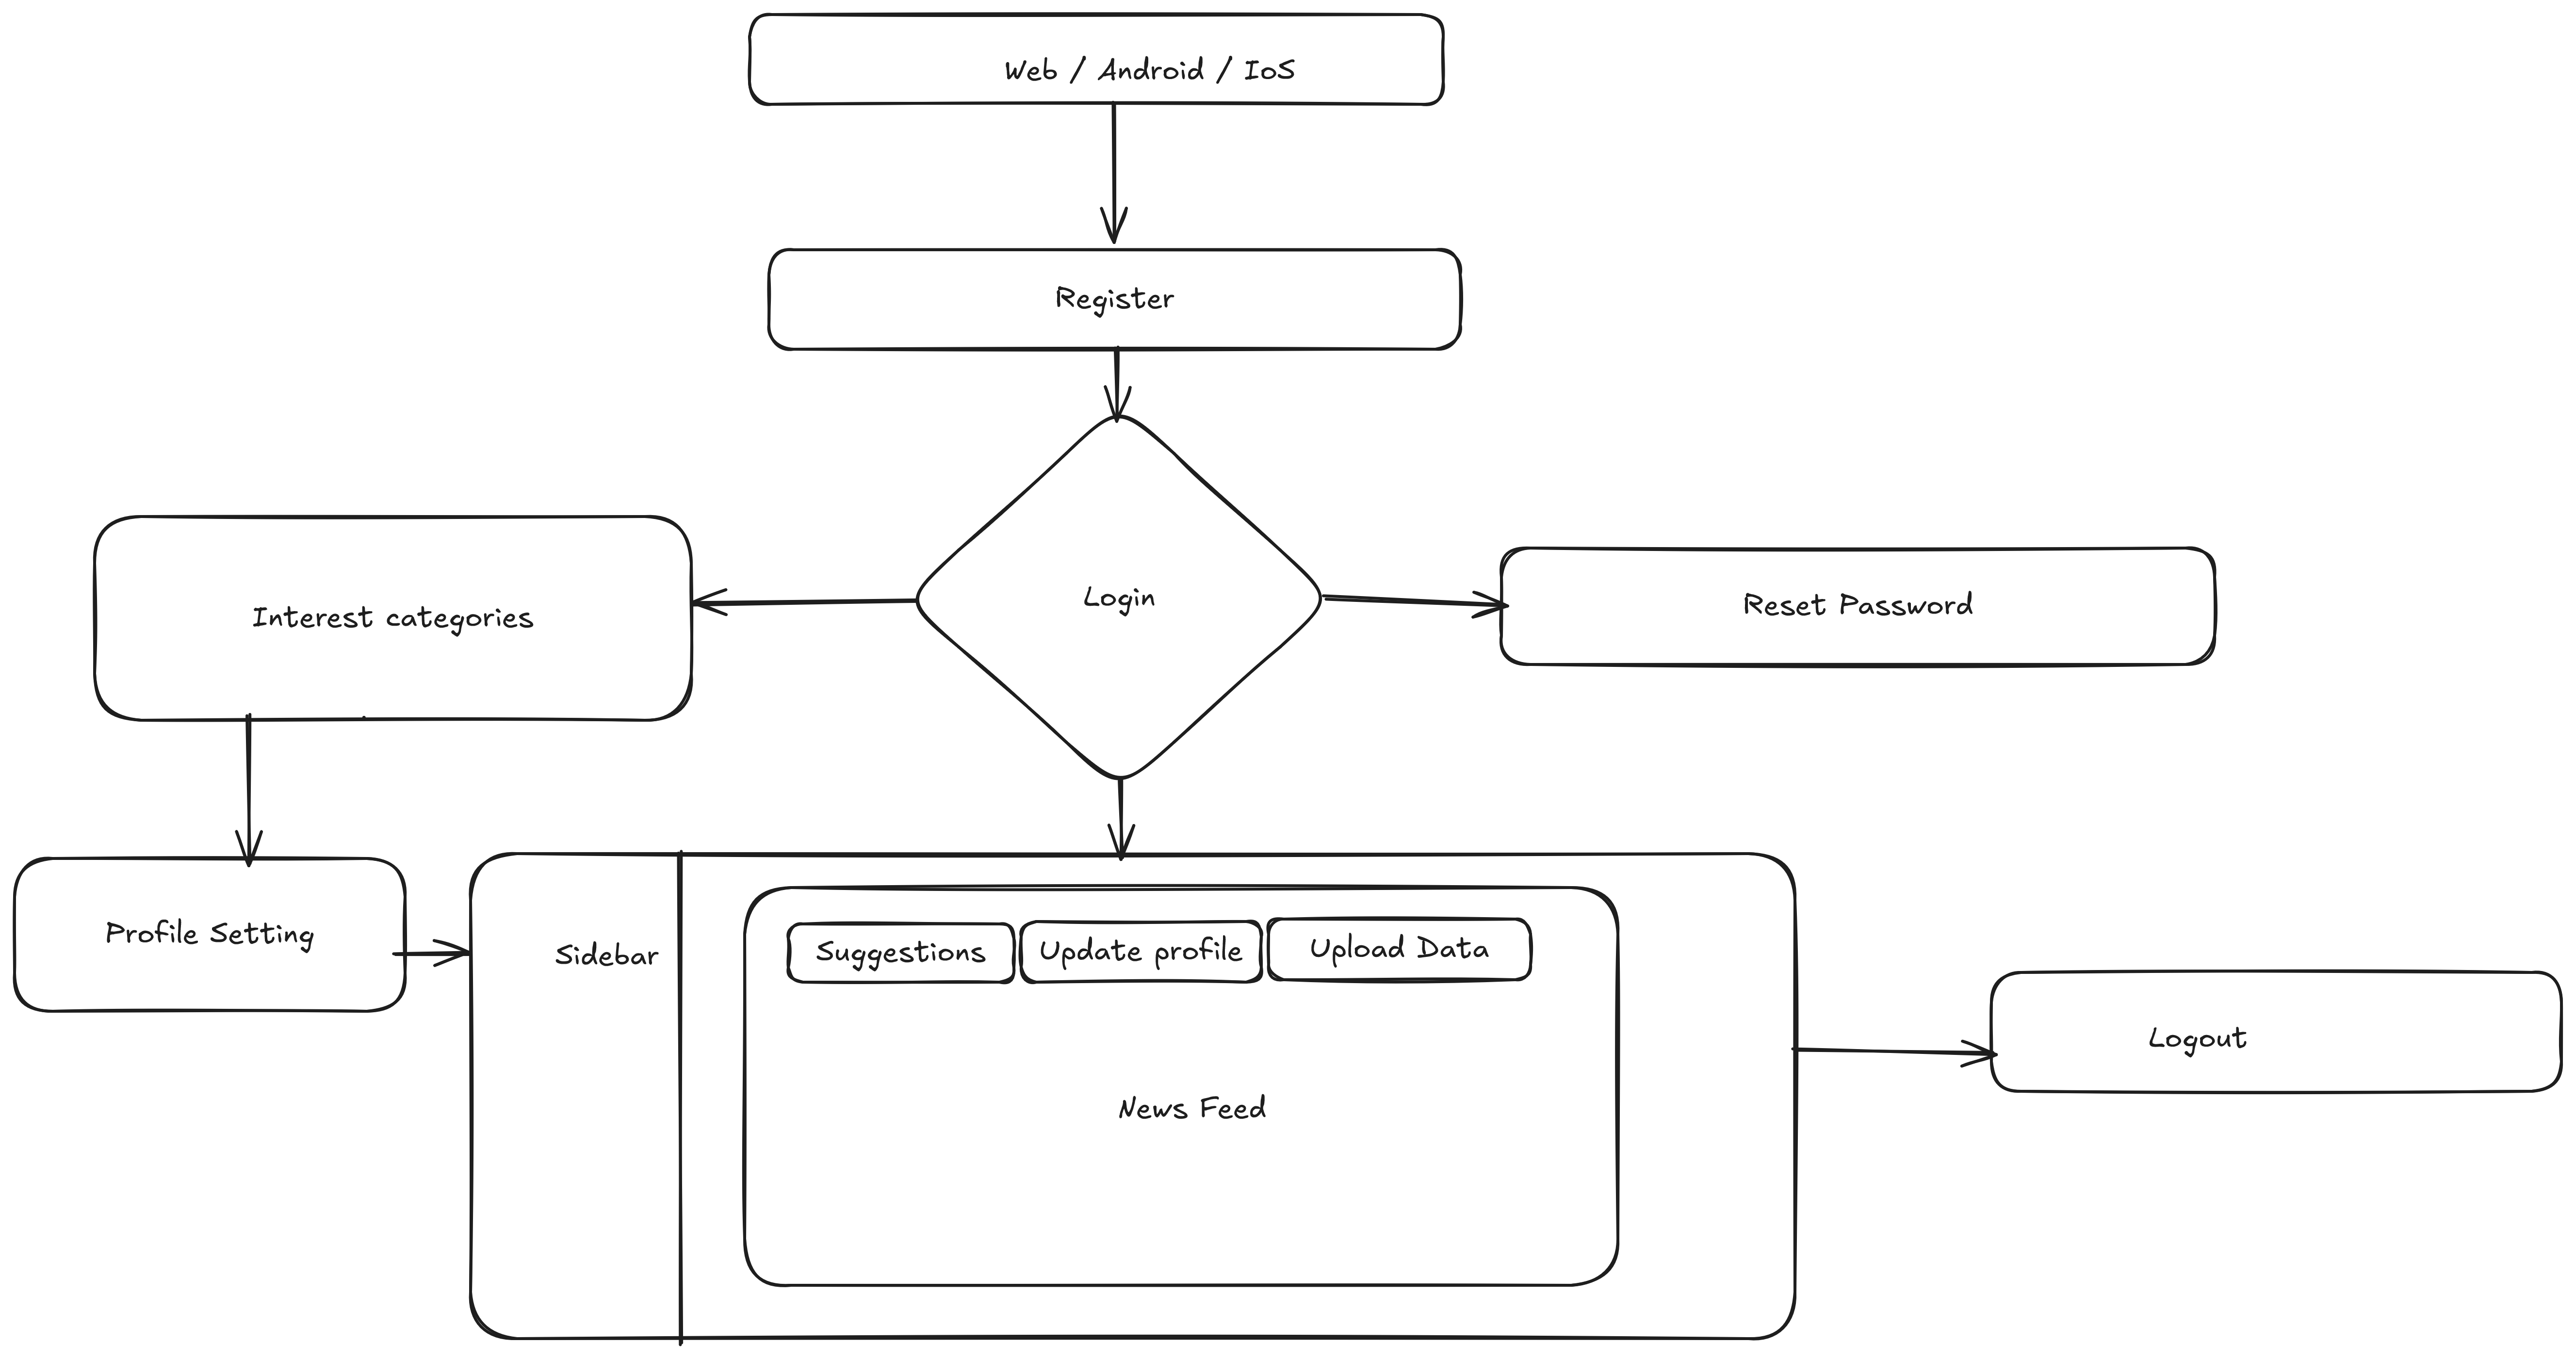 Web / Android / IoS
Register
Login
Interest categories
Reset Password
Profile Setting
Sidebar
Suggestions
Update profile
Upload Data
News Feed
Logout